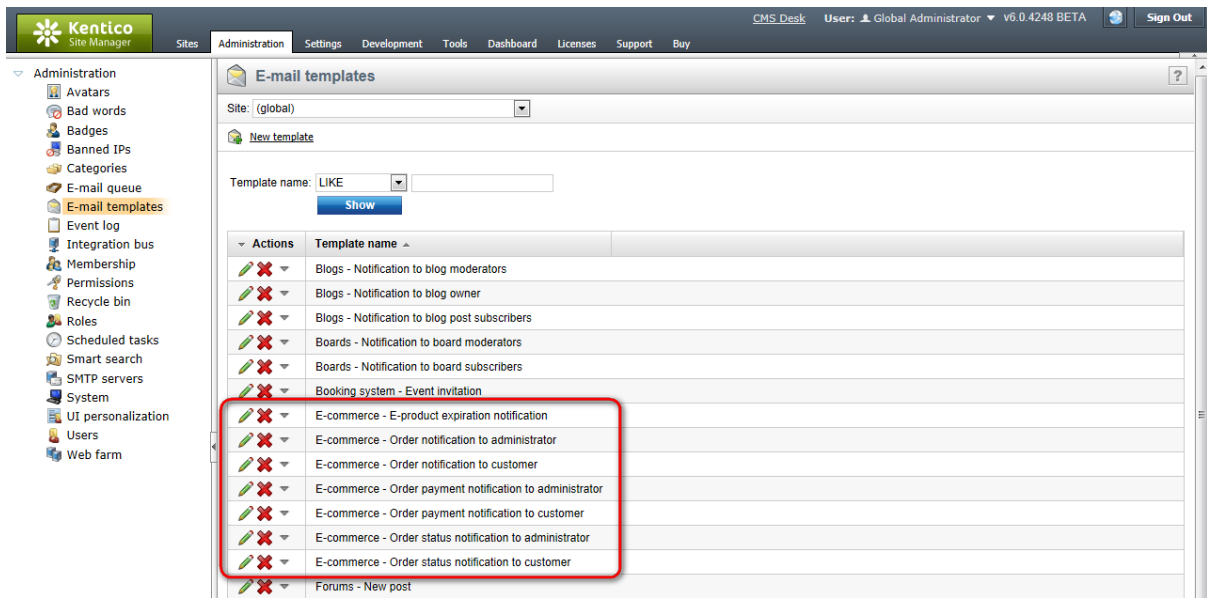 CMS Desk User: Global Administrator v6.0.4248 BETA Sign Out
Kentico
Site Manager
Sites Administration Settings Development Tools Dashboard Licenses Support Buy
Administration
Avatars
Bad words
Badges
Banned IPs
Categories
E-mail queue
E-mail templates
Event log
Integration bus
Membership
Permissions
Recycle bin
Roles
Scheduled tasks
Smart search
SMTP servers
System
UI personalization
Users
Web farm
E-mail templates ?
Site: (global)
New template
Template name: LIKE
Show
Actions Template name
Blogs - Notification to blog moderators
Blogs - Notification to blog owner
Blogs - Notification to blog post subscribers
Boards - Notification to board moderators
Boards - Notification to board subscribers
Booking system - Event invitation
E-commerce - E-product expiration notification
E-commerce - Order notification to administrator
E-commerce - Order notification to customer
E-commerce - Order payment notification to administrator
E-commerce - Order payment notification to customer
E-commerce - Order status notification to administrator
E-commerce - Order status notification to customer
Forums - New post